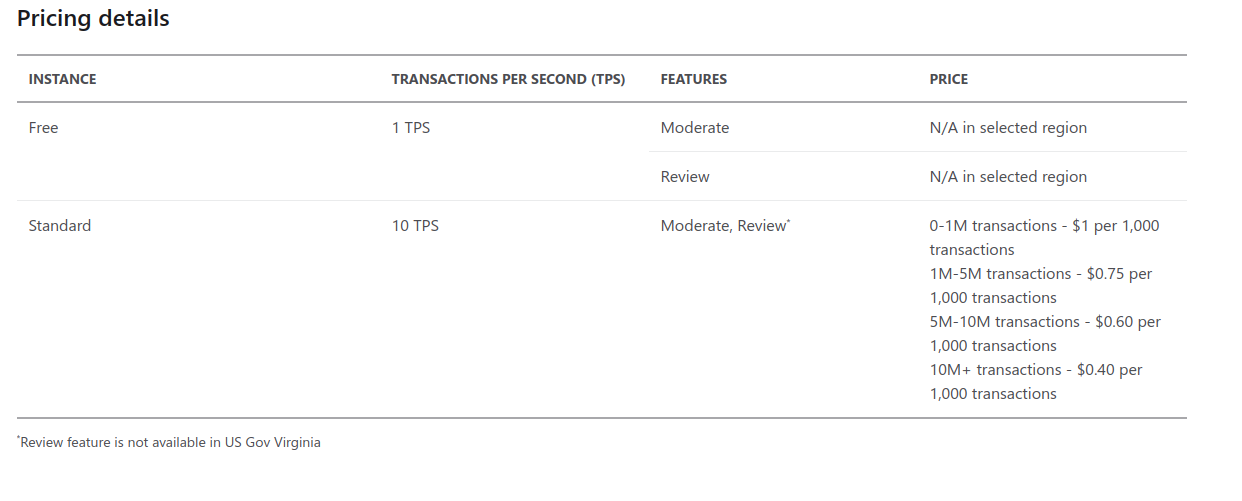 Pricing details
INSTANCE TRANSACTIONS PER SECOND (TPS) FEATURES PRICE
Free 1 TPS Moderate N/A in selected region
Review N/A in selected region
Standard 10 TPS Moderate, Review* 0-1M transactions - $1 per 1,000
transactions
1M-5M transactions - $0.75 per
1,000 transactions
5M-10M transactions - $0.60 per
1,000 transactions
10M+ transactions - $0.40 per
1,000 transactions
*Review feature is not available in US Gov Virginia